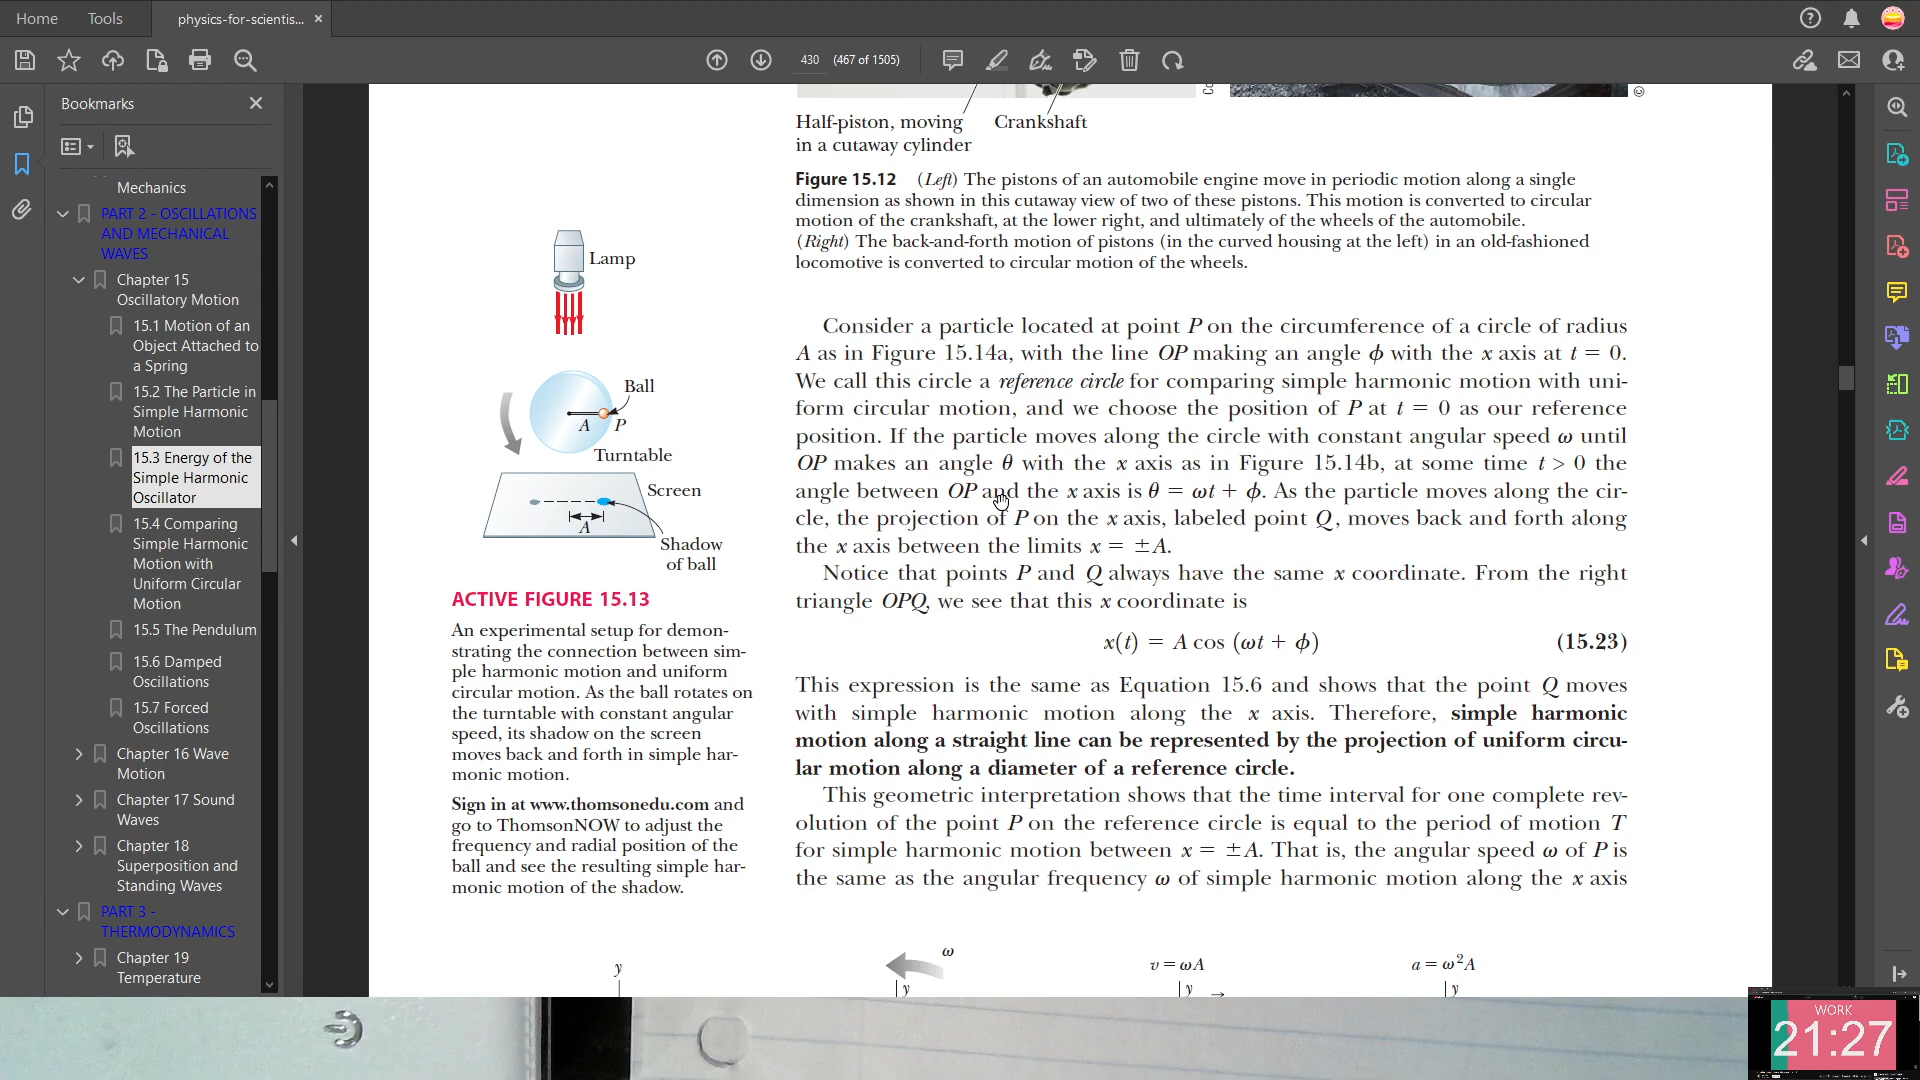 Home
Tools
physics-for-scientis...
430
(467 of 1505)
Bookmarks
Mechanics
PART 2 - OSCILLATIONS
AND MECHANICAL
WAVES
Chapter 15
Oscillatory Motion
15.1 Motion of an
Object Attached to
a Spring
15.2 The Particle in
Simple Harmonic
Motion
15.3 Energy of the
Simple Harmonic
Oscillator
15.4 Comparing
Simple Harmonic
Motion with
Uniform Circular
Motion
15.5 The Pendulum
15.6 Damped
Oscillations
15.7 Forced
Oscillations
Chapter 16 Wave
Motion
Chapter 17 Sound
Waves
Chapter 18
Superposition and
Standing Waves
PART 3 -
THERMODYNAMICS
Chapter 19
Temperature
Lamp
Ball
A
P
Turntable
Screen
A
Shadow
of ball
ACTIVE FIGURE 15.13
An experimental setup for demon-
strating the connection between sim-
ple harmonic motion and uniform
circular motion. As the ball rotates on
the turntable with constant angular
speed, its shadow on the screen
moves back and forth in simple har-
monic motion.
Sign in at www.thomsonedu.com and
go to ThomsonNOW to adjust the
frequency and radial position of the
ball and see the resulting simple har-
monic motion of the shadow.
Half-piston, moving
in a cutaway cylinder
Crankshaft
©
Figure 15.12 (Left) The pistons of an automobile engine move in periodic motion along a single
dimension as shown in this cutaway view of two of these pistons. This motion is converted to circular
motion of the crankshaft, at the lower right, and ultimately of the wheels of the automobile.
(Right) The back-and-forth motion of pistons (in the curved housing at the left) in an old-fashioned
locomotive is converted to circular motion of the wheels.
Consider a particle located at point P on the circumference of a circle of radius
A as in Figure 15.14a, with the line OP making an angle ϕ with the x axis at t = 0.
We call this circle a reference circle for comparing simple harmonic motion with uni-
form circular motion, and we choose the position of P at t = 0 as our reference
position. If the particle moves along the circle with constant angular speed ω until
OP makes an angle θ with the x axis as in Figure 15.14b, at some time t > 0 the
angle between OP and the x axis is θ = ωt + ϕ. As the particle moves along the cir-
cle, the projection of P on the x axis, labeled point Q, moves back and forth along
the x axis between the limits x = ±A.
Notice that points P and Q always have the same x coordinate. From the right
triangle OPQ, we see that this x coordinate is
x(t) = A cos (ωt + ϕ) (15.23)
This expression is the same as Equation 15.6 and shows that the point Q moves
with simple harmonic motion along the x axis. Therefore, simple harmonic
motion along a straight line can be represented by the projection of uniform circu-
lar motion along a diameter of a reference circle.
This geometric interpretation shows that the time interval for one complete rev-
olution of the point P on the reference circle is equal to the period of motion T
for simple harmonic motion between x = ±A. That is, the angular speed ω of P is
the same as the angular frequency ω of simple harmonic motion along the x axis
ω
v = ωA
a = ω²A
y
y
y
y
WORK
21:27